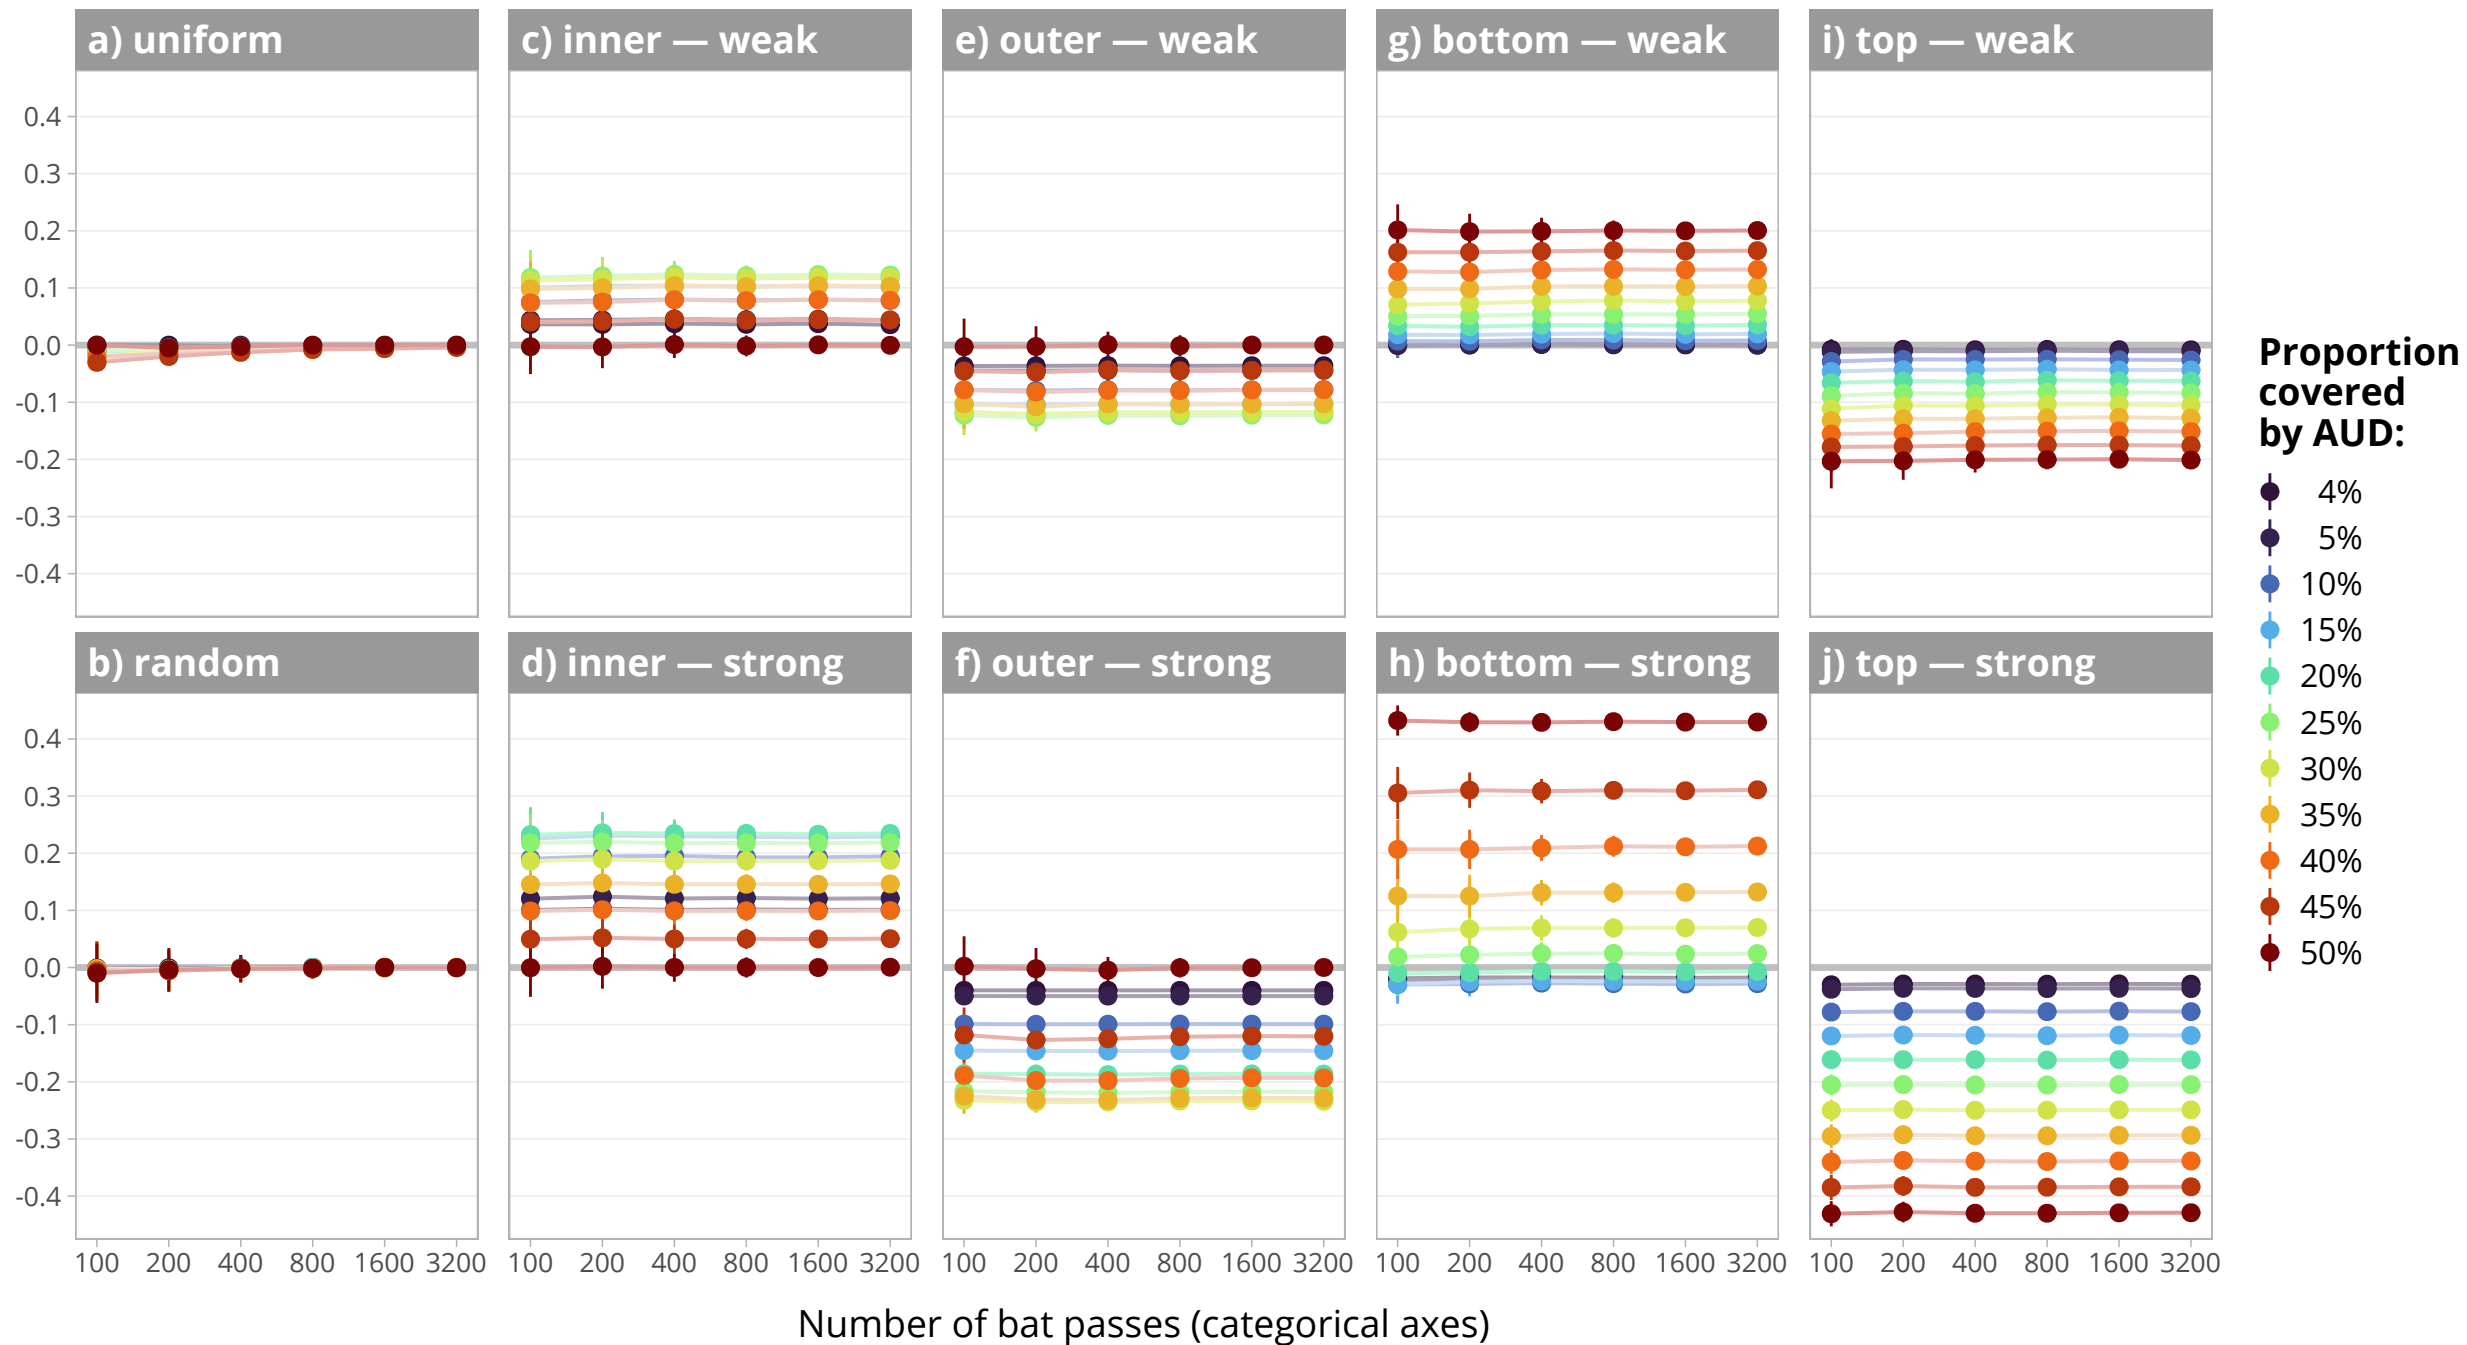 a) uniform
c) inner — weak
e) outer — weak
g) bottom — weak
i) top — weak
0.4
0.3
0.2
0.1
0.0
-0.1
-0.2
-0.3
-0.4
b) random
d) inner — strong
f) outer — strong
h) bottom — strong
j) top — strong
0.4
0.3
0.2
0.1
0.0
-0.1
-0.2
-0.3
-0.4
100 200 400 800 1600 3200
100 200 400 800 1600 3200
100 200 400 800 1600 3200
100 200 400 800 1600 3200
100 200 400 800 1600 3200
Number of bat passes (categorical axes)
Proportion
covered
by AUD:
4%
5%
10%
15%
20%
25%
30%
35%
40%
45%
50%